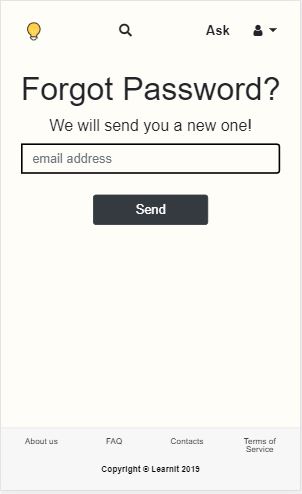 Ask
Forgot Password?
We will send you a new one!
email address
Send
About us FAQ Contacts Terms of
Service
Copyright © Learnit 2019